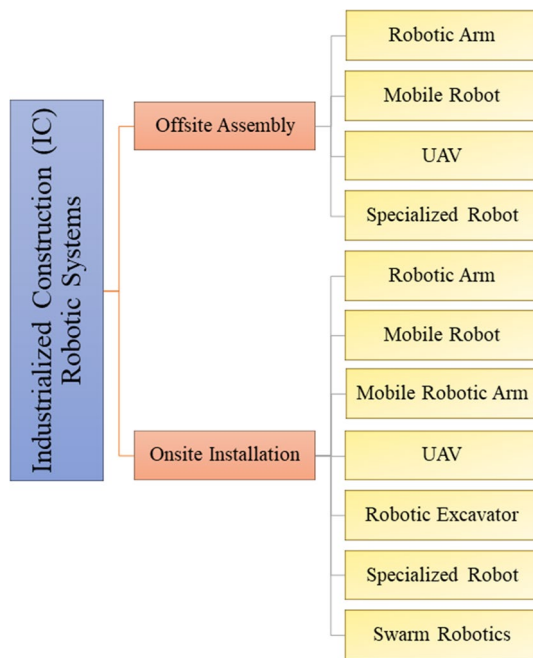 Industrialized Construction (IC)
Robotic Systems
Offsite Assembly
Robotic Arm
Mobile Robot
UAV
Specialized Robot
Onsite Installation
Robotic Arm
Mobile Robot
Mobile Robotic Arm
UAV
Robotic Excavator
Specialized Robot
Swarm Robotics